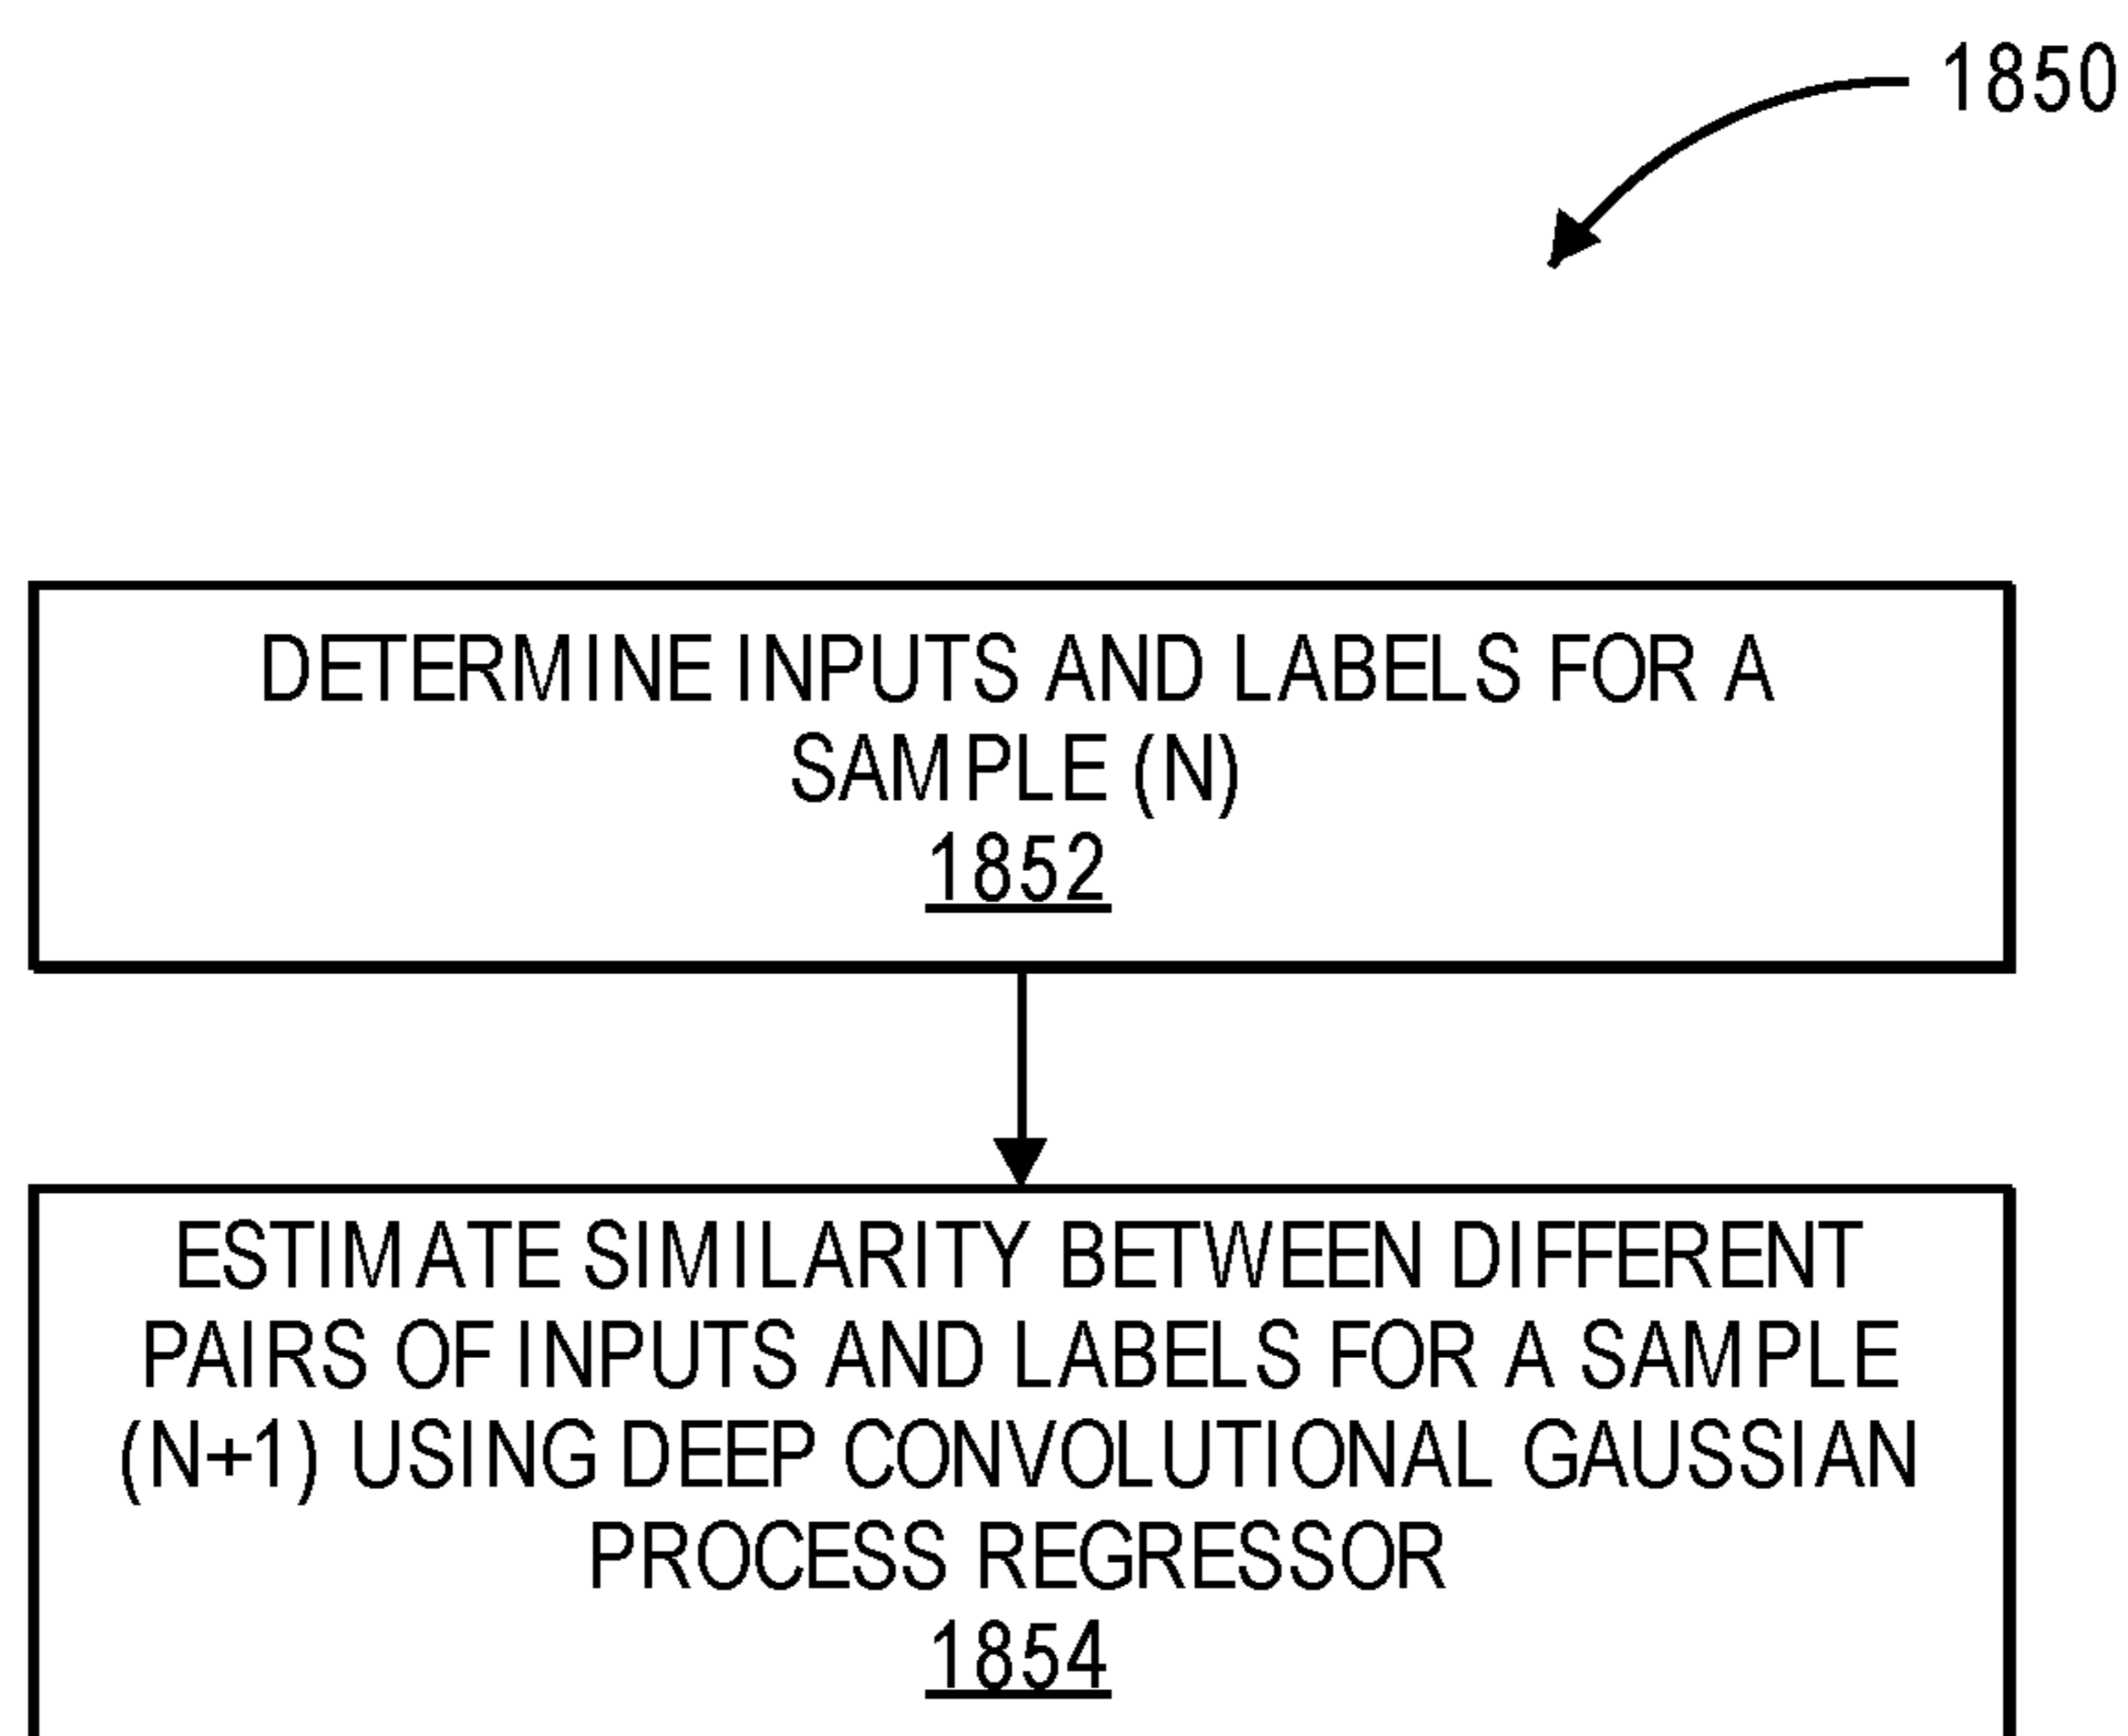 1850
DETERMINE INPUTS AND LABELS FOR A
SAMPLE (N)
1852
ESTIMATE SIMILARITY BETWEEN DIFFERENT
PAIRS OF INPUTS AND LABELS FOR A SAMPLE
(N+1) USING DEEP CONVOLUTIONAL GAUSSIAN
PROCESS REGRESSOR
1854